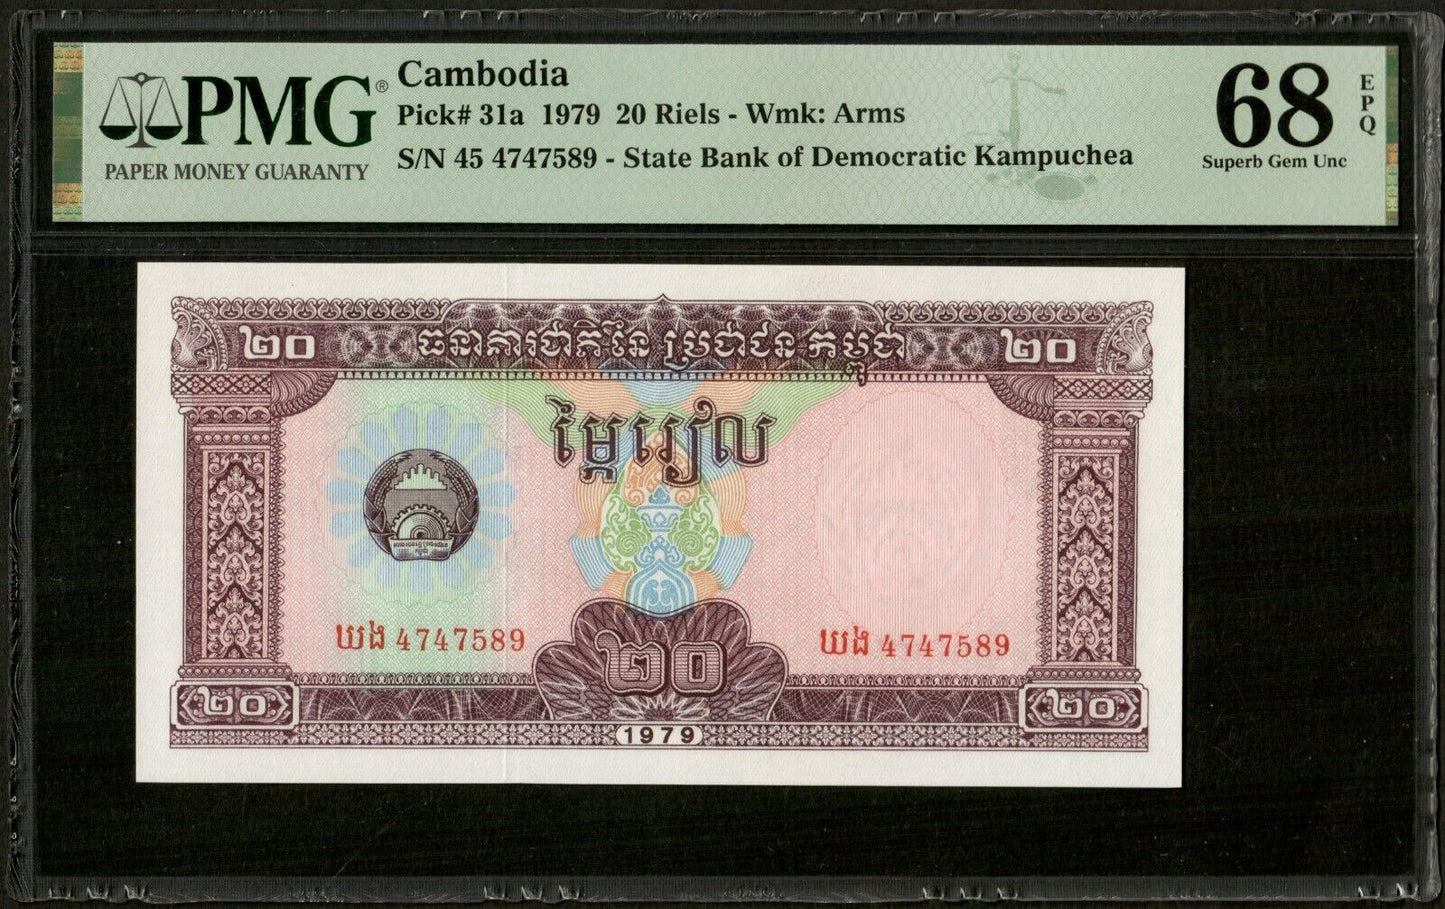 PMG®
PAPER MONEY GUARANTY
Cambodia
Pick# 31a 1979 20 Riels - Wmk: Arms
S/N 45 4747589 - State Bank of Democratic Kampuchea
68 EPQ
Superb Gem Unc
២០ ធនាគារជាតិនៃប្រជាជនកម្ពុជា ២០
ម្ភៃរៀល
ឃង 4747589
ឃង 4747589
២០
២០ ២០
1979